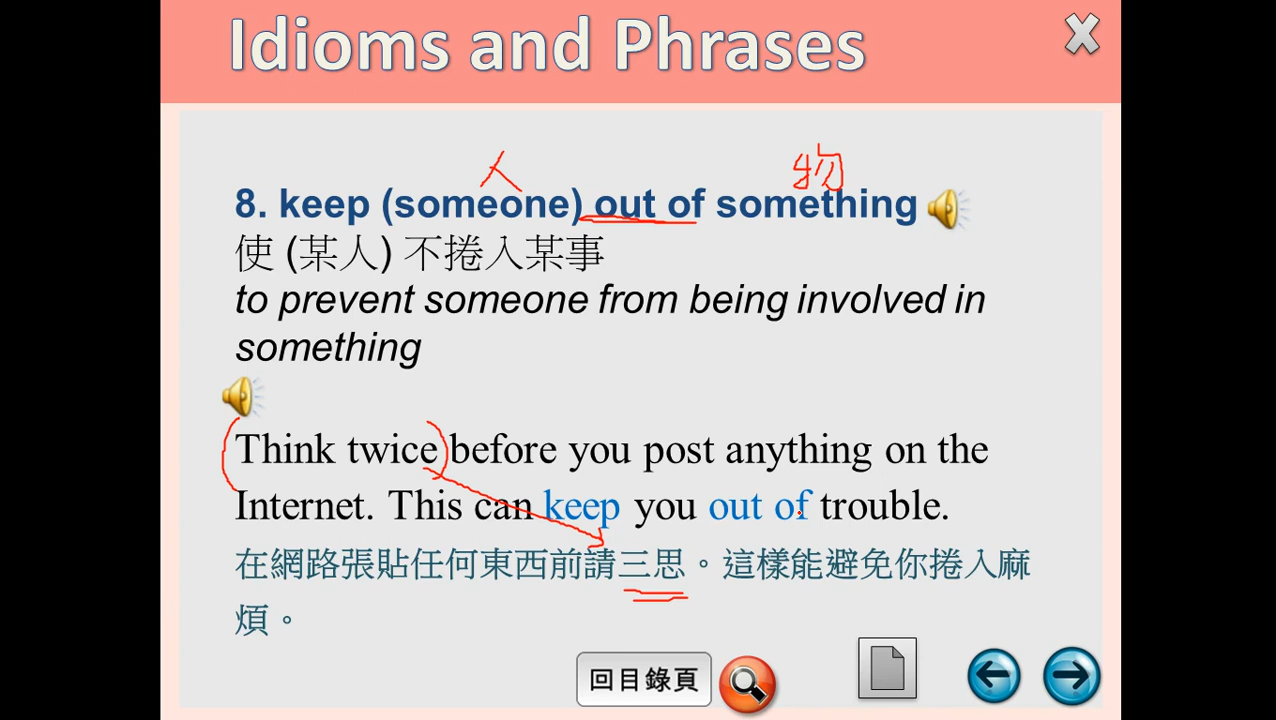 Idioms and Phrases
人 物
8. keep (someone) out of something
使 (某人) 不捲入某事
to prevent someone from being involved in
something
Think twice before you post anything on the
Internet. This can keep you out of trouble.
在網路張貼任何東西前請三思。這樣能避免你捲入麻
煩。
回目錄頁